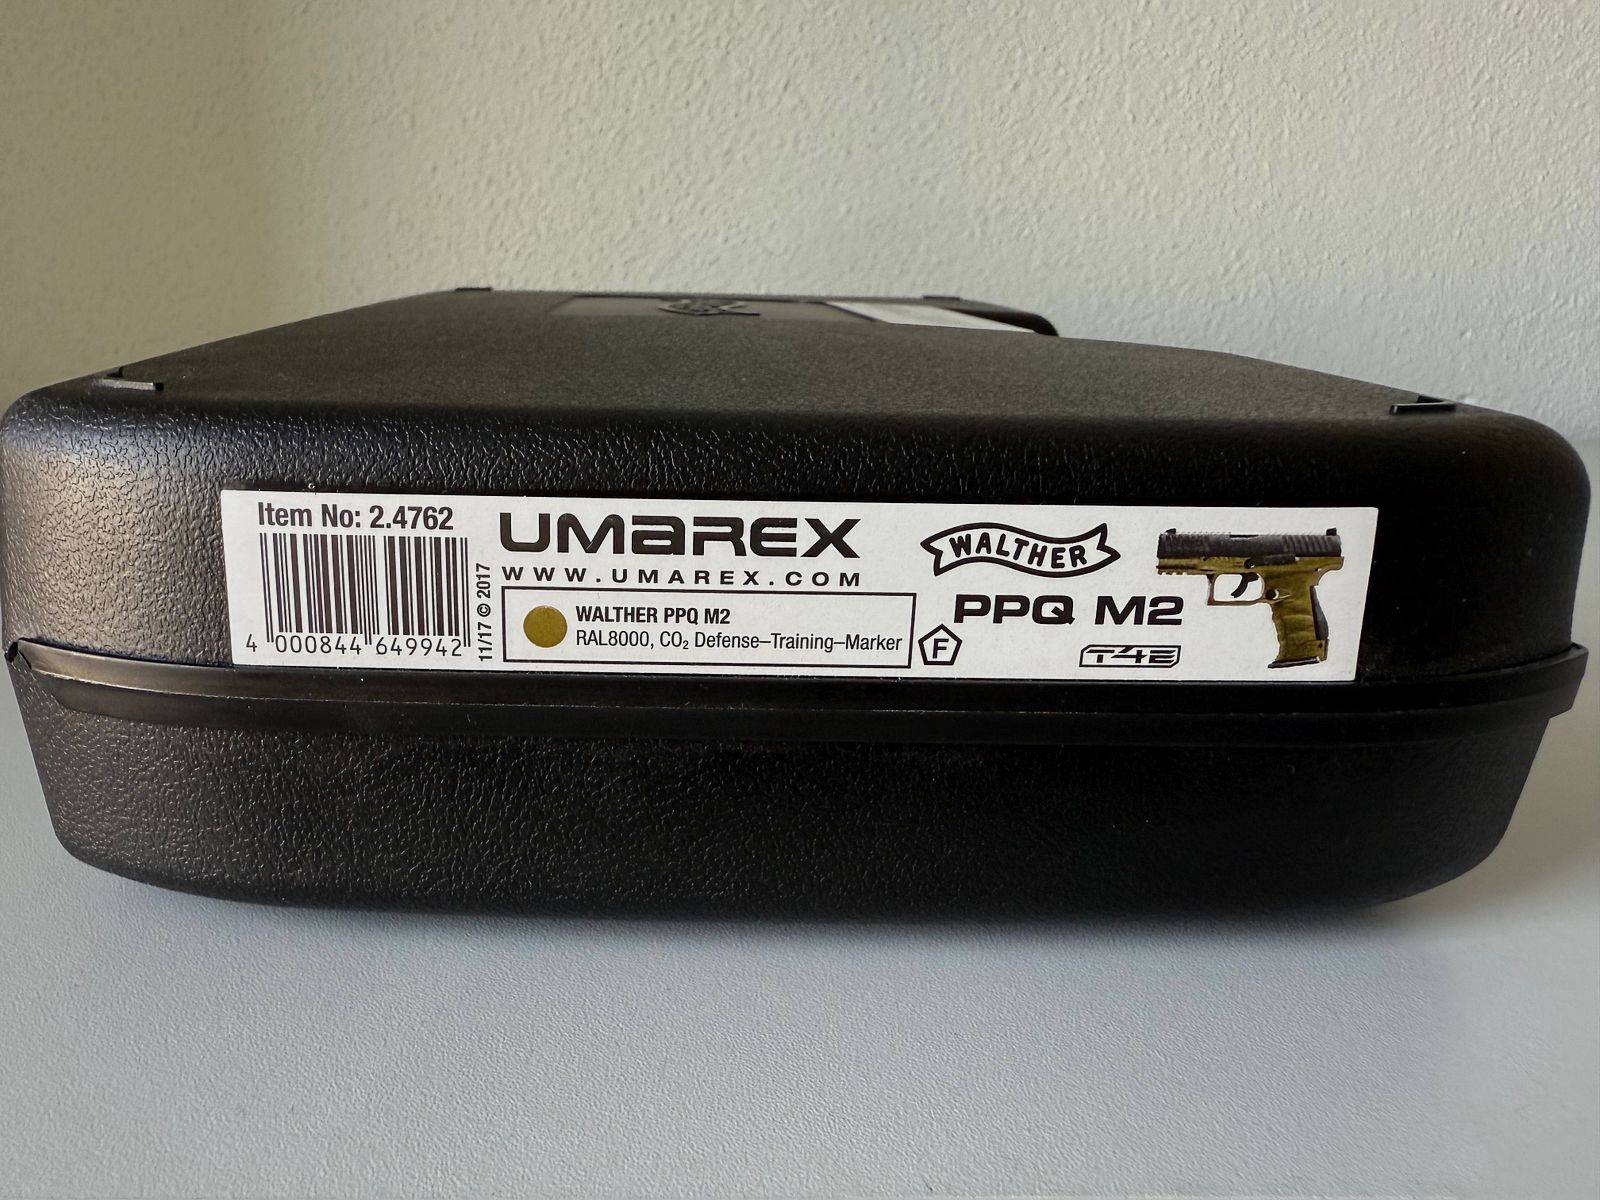 Item No: 2.4762
4 000844 649942
11/17 © 2017
UMAREX
WWW.UMAREX.COM
WALTHER PPQ M2
RAL8000, CO₂ Defense–Training–Marker
F
WALTHER
PPQ M2
T4E